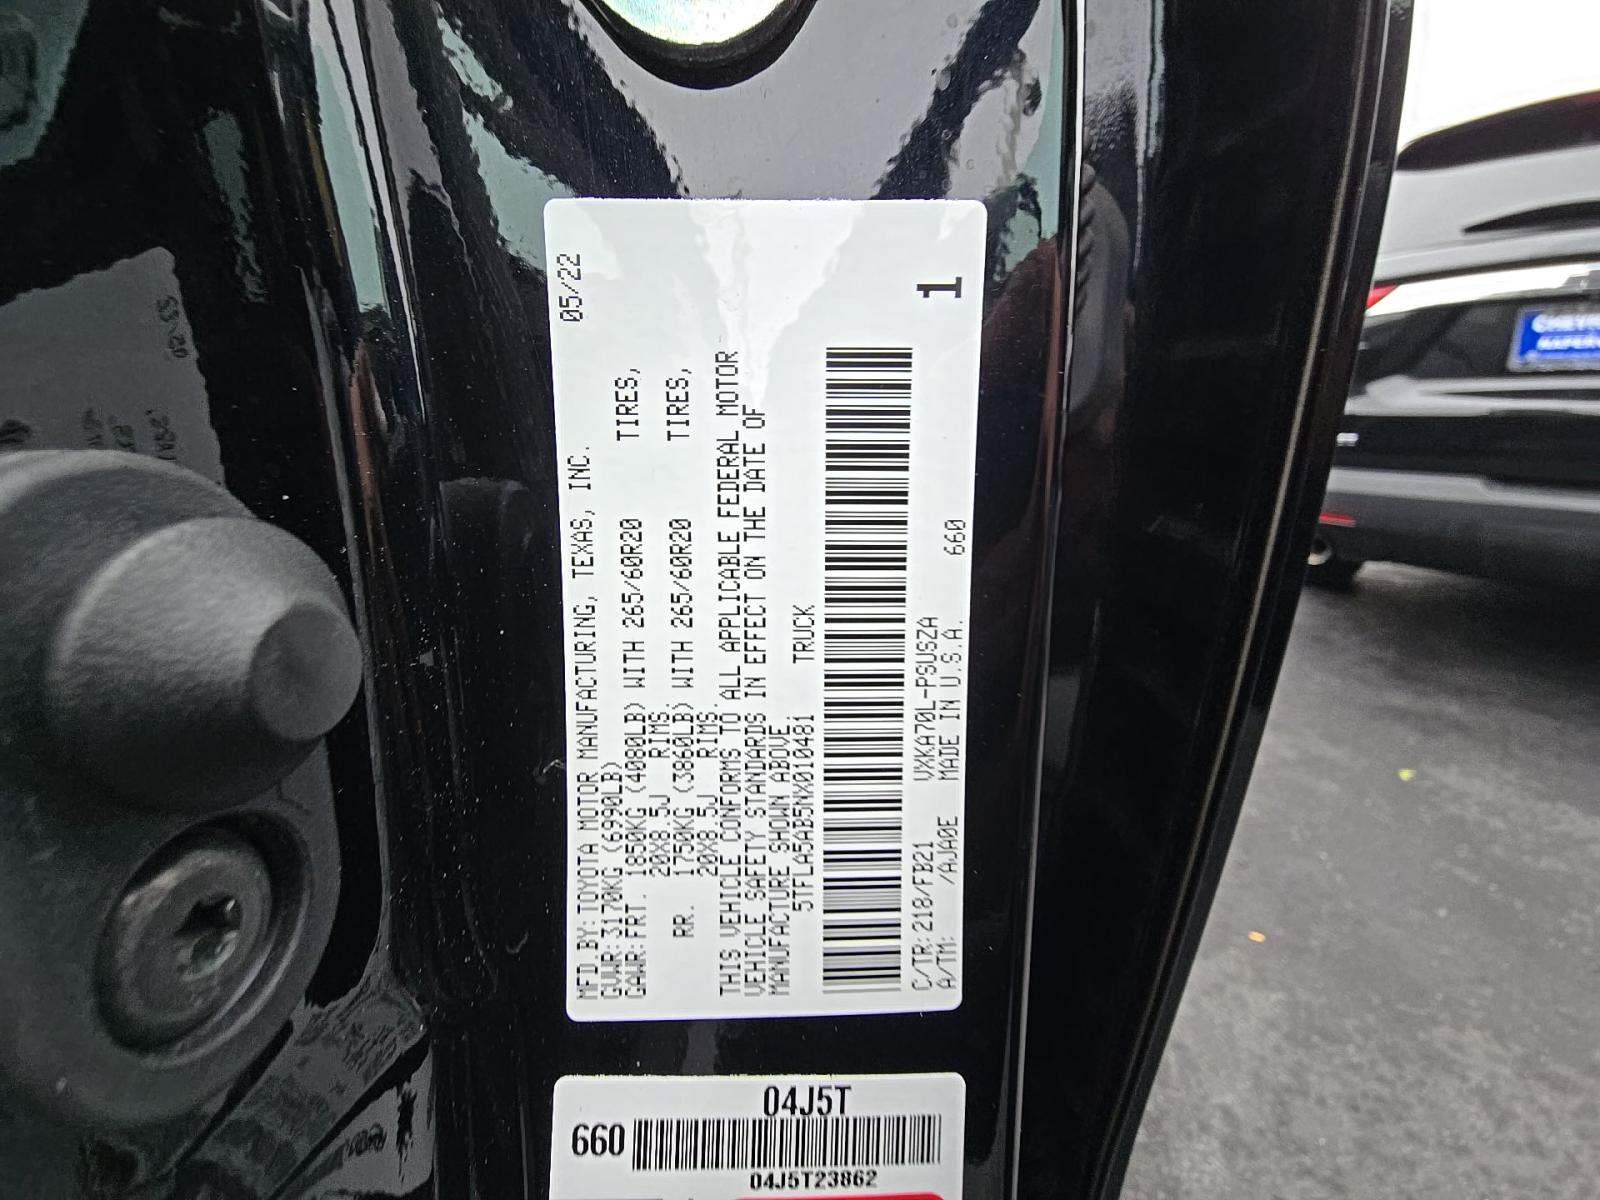 MFD.BY:TOYOTA MOTOR MANUFACTURING, TEXAS, INC. 05/22
GVWR:3170KG (6990LB)
GAWR:FRT. 1850KG (4080LB) WITH 265/60R20 TIRES,
20X8.5J RIMS.
RR. 1750KG (3860LB) WITH 265/60R20 TIRES,
20X8.5J RIMS.
THIS VEHICLE CONFORMS TO ALL APPLICABLE FEDERAL MOTOR
VEHICLE SAFETY STANDARDS IN EFFECT ON THE DATE OF
MANUFACTURE SHOWN ABOVE.
5TFLA5AB5NX010481 TRUCK
C/TR:218/FB21 VXKA70L-PSUSZA
A/TM: /AJA0E MADE IN U.S.A. 660
1
04J5T
660
04J5T23862